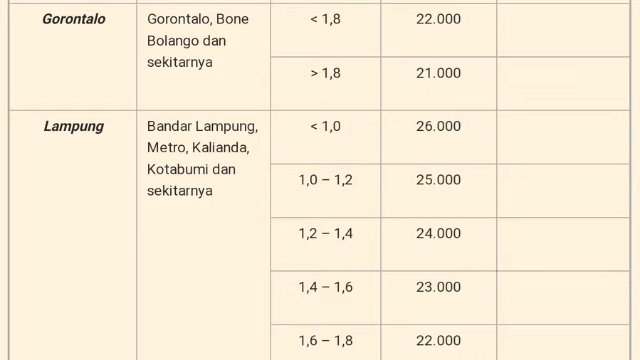 Gorontalo
Gorontalo, Bone
Bolango dan
sekitarnya
< 1,8
22.000
> 1,8
21.000
Lampung
Bandar Lampung,
Metro, Kalianda,
Kotabumi dan
sekitarnya
< 1,0
26.000
1,0 – 1,2
25.000
1,2 – 1,4
24.000
1,4 – 1,6
23.000
1,6 – 1,8
22.000